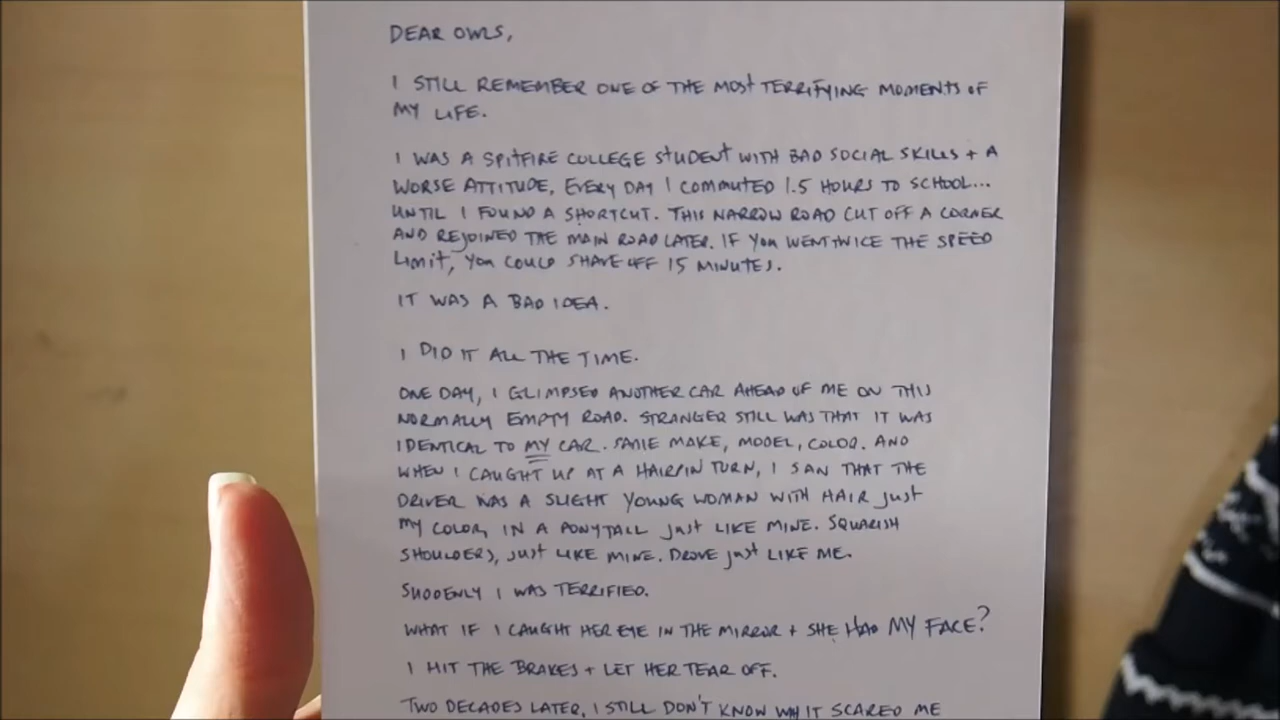 DEAR OWLS,
I STILL REMEMBER ONE OF THE MOST TERRIFYING MOMENTS OF
MY LIFE.
I WAS A SPITFIRE COLLEGE STUDENT WITH BAD SOCIAL SKILLS + A
WORSE ATTITUDE. EVERY DAY I COMMUTED 1.5 HOURS TO SCHOOL...
UNTIL I FOUND A SHORTCUT. THIS NARROW ROAD CUT OFF A CORNER
AND REJOINED THE MAIN ROAD LATER. IF YOU WENT TWICE THE SPEED
LIMIT, YOU COULD SHAVE OFF 15 MINUTES.
IT WAS A BAD IDEA.
I DID IT ALL THE TIME.
ONE DAY, I GLIMPSED ANOTHER CAR AHEAD OF ME ON THIS
NORMALLY EMPTY ROAD. STRANGER STILL WAS THAT IT WAS
IDENTICAL TO MY CAR. SAME MAKE, MODEL, COLOR. AND
WHEN I CAUGHT UP AT A HAIRPIN TURN, I SAW THAT THE
DRIVER WAS A SLIGHT YOUNG WOMAN WITH HAIR JUST
MY COLOR, IN A PONYTAIL JUST LIKE MINE. SQUARISH
SHOULDERS, JUST LIKE MINE. DROVE JUST LIKE ME.
SUDDENLY I WAS TERRIFIED.
WHAT IF I CAUGHT HER EYE IN THE MIRROR + SHE HAD MY FACE?
I HIT THE BRAKES + LET HER TEAR OFF.
TWO DECADES LATER, I STILL DON'T KNOW WHY IT SCARED ME